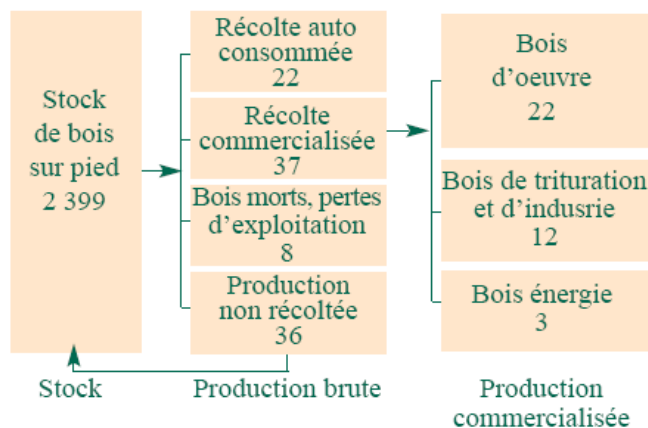 Stock
de bois
sur pied
2 399
Récolte auto
consommée
22
Récolte
commercialisée
37
Bois morts, pertes
d’exploitation
8
Production
non récoltée
36
Bois
d’oeuvre
22
Bois de trituration
et d’indusrie
12
Bois énergie
3
Stock
Production brute
Production
commercialisée